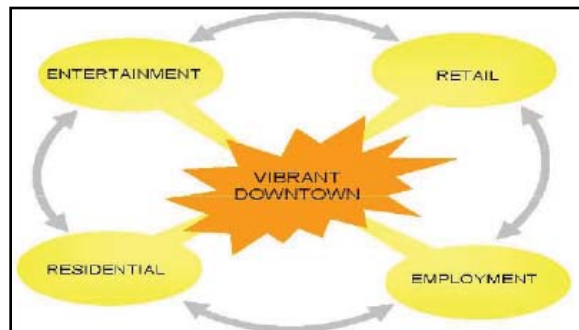 ENTERTAINMENT
RETAIL
VIBRANT
DOWNTOWN
RESIDENTIAL
EMPLOYMENT